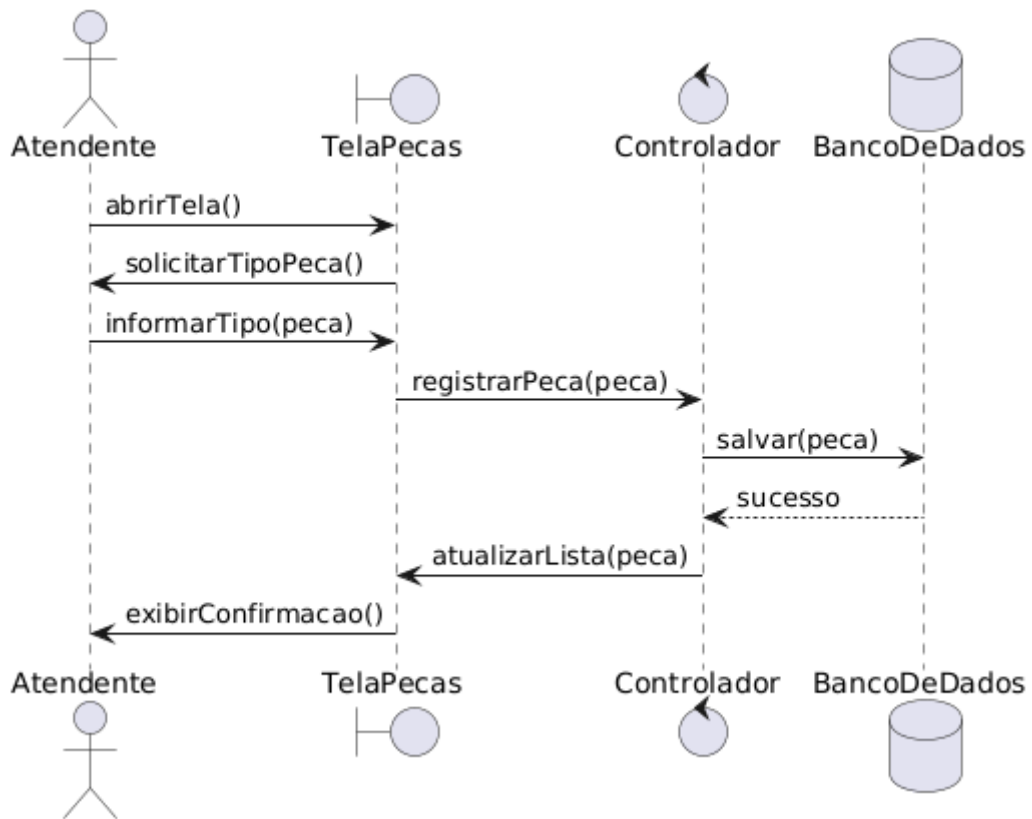 Atendente
TelaPecas
Controlador
BancoDeDados
abrirTela()
solicitarTipoPeca()
informarTipo(peca)
registrarPeca(peca)
salvar(peca)
sucesso
atualizarLista(peca)
exibirConfirmacao()
Atendente
TelaPecas
Controlador
BancoDeDados